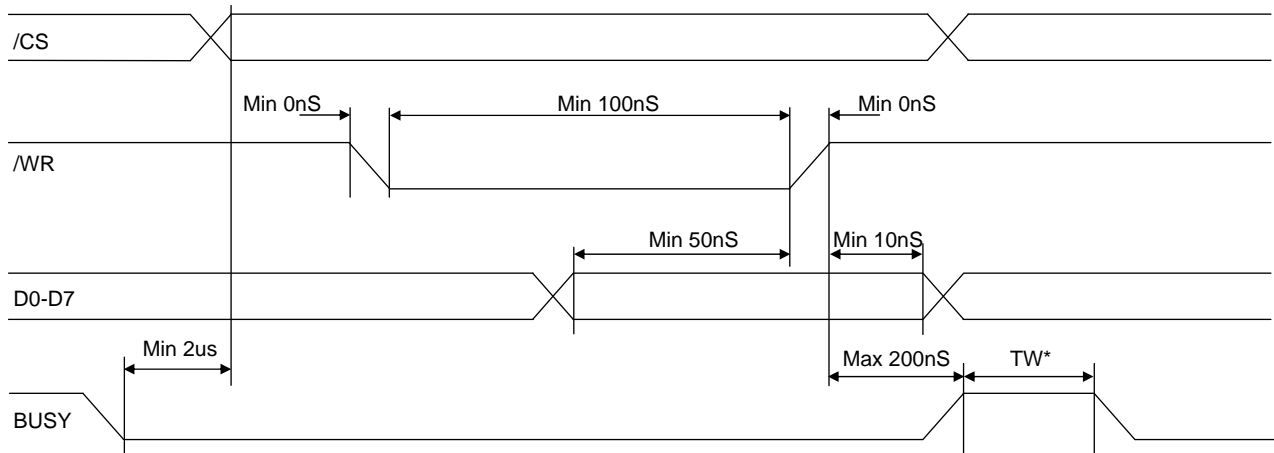 /CS
Min 0nS
Min 100nS
Min 0nS
/WR
Min 50nS
Min 10nS
D0-D7
Min 2us
Max 200nS
TW*
BUSY